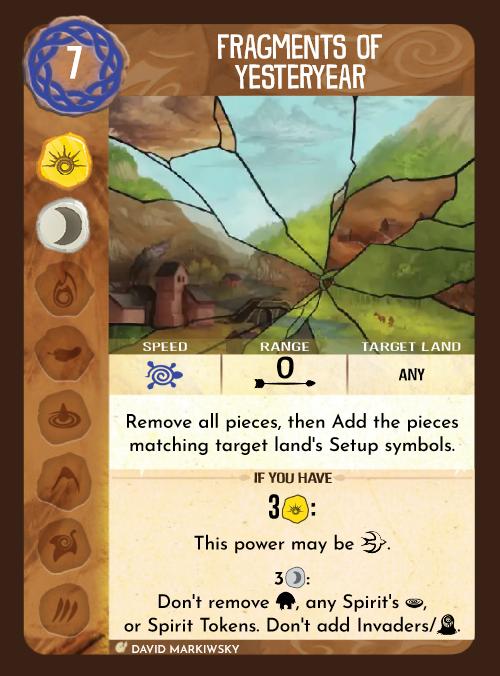 7
FRAGMENTS OF
YESTERYEAR
SPEED RANGE TARGET LAND
0 ANY
Remove all pieces, then Add the pieces
matching target land's Setup symbols.
IF YOU HAVE
3 :
This power may be .
3 :
Don't remove , any Spirit's ,
or Spirit Tokens. Don't add Invaders/ .
DAVID MARKIWSKY